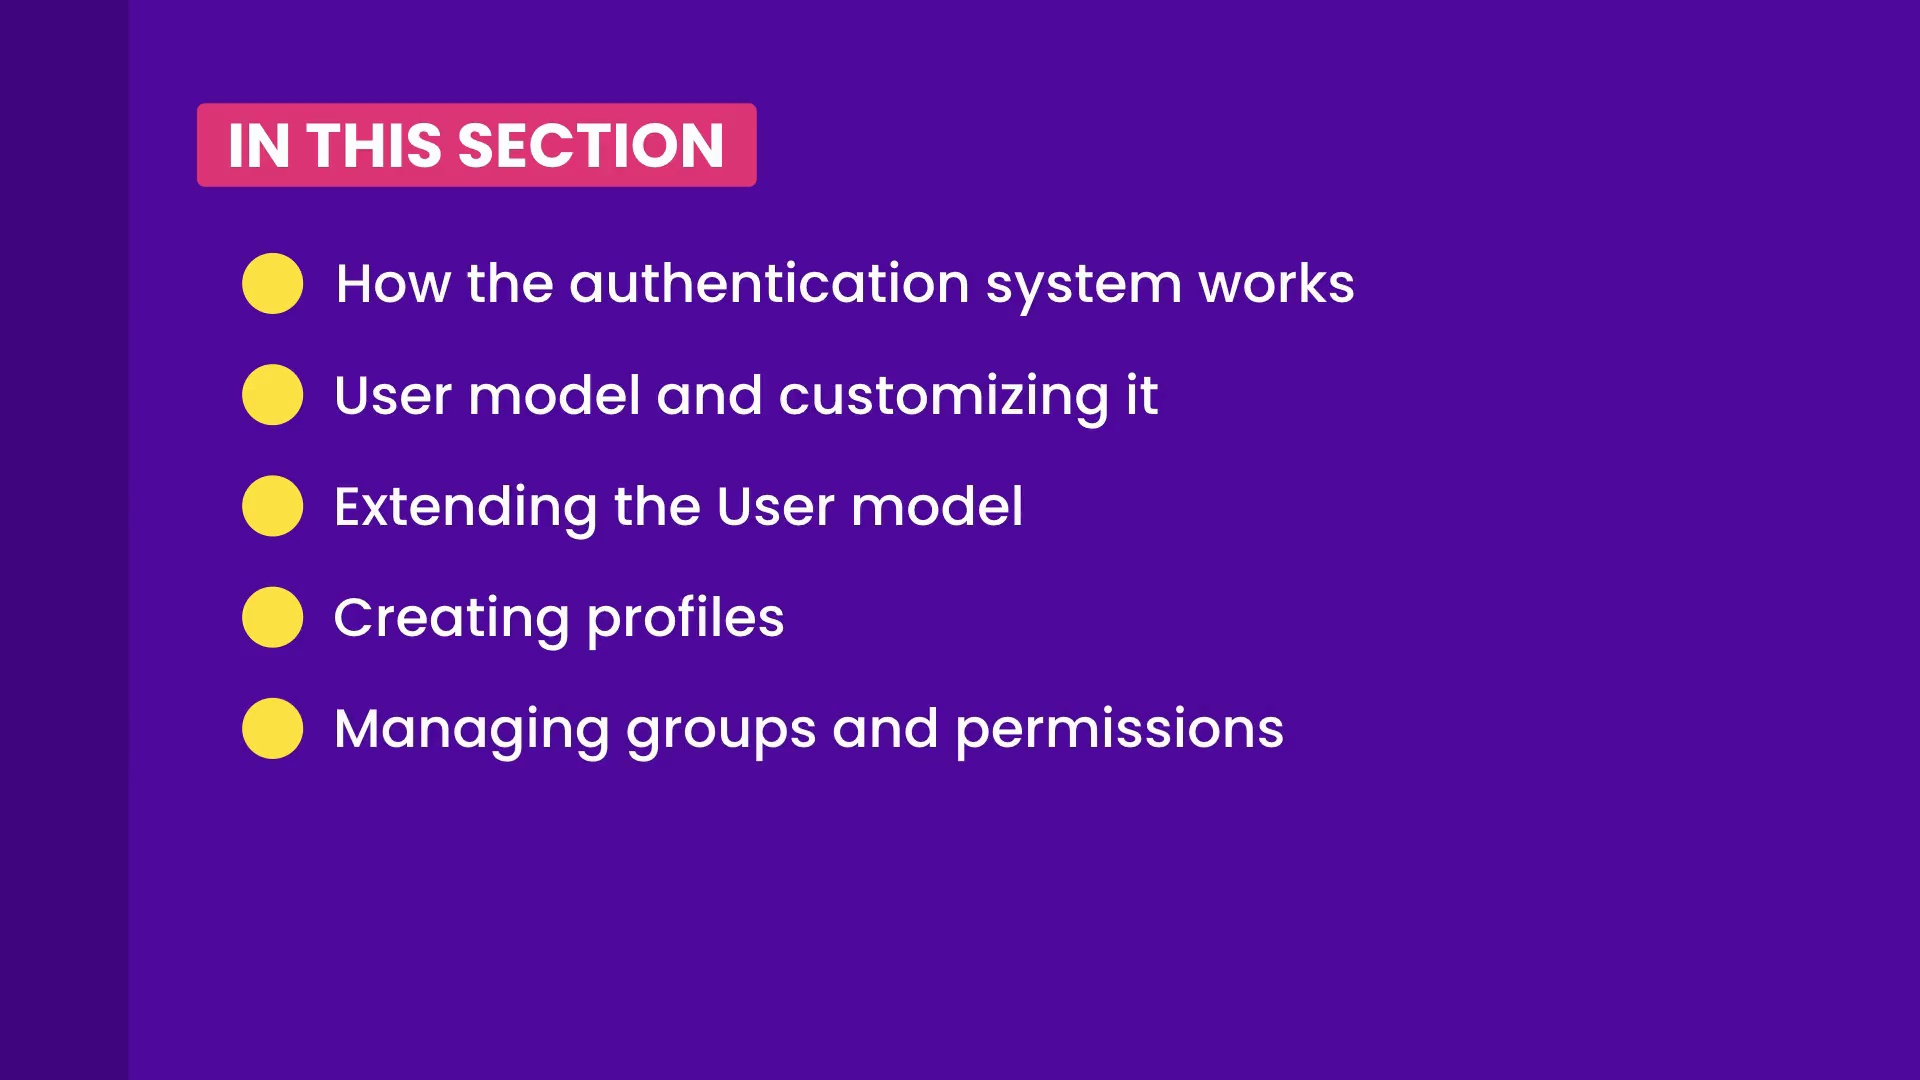 IN THIS SECTION
How the authentication system works
User model and customizing it
Extending the User model
Creating profiles
Managing groups and permissions